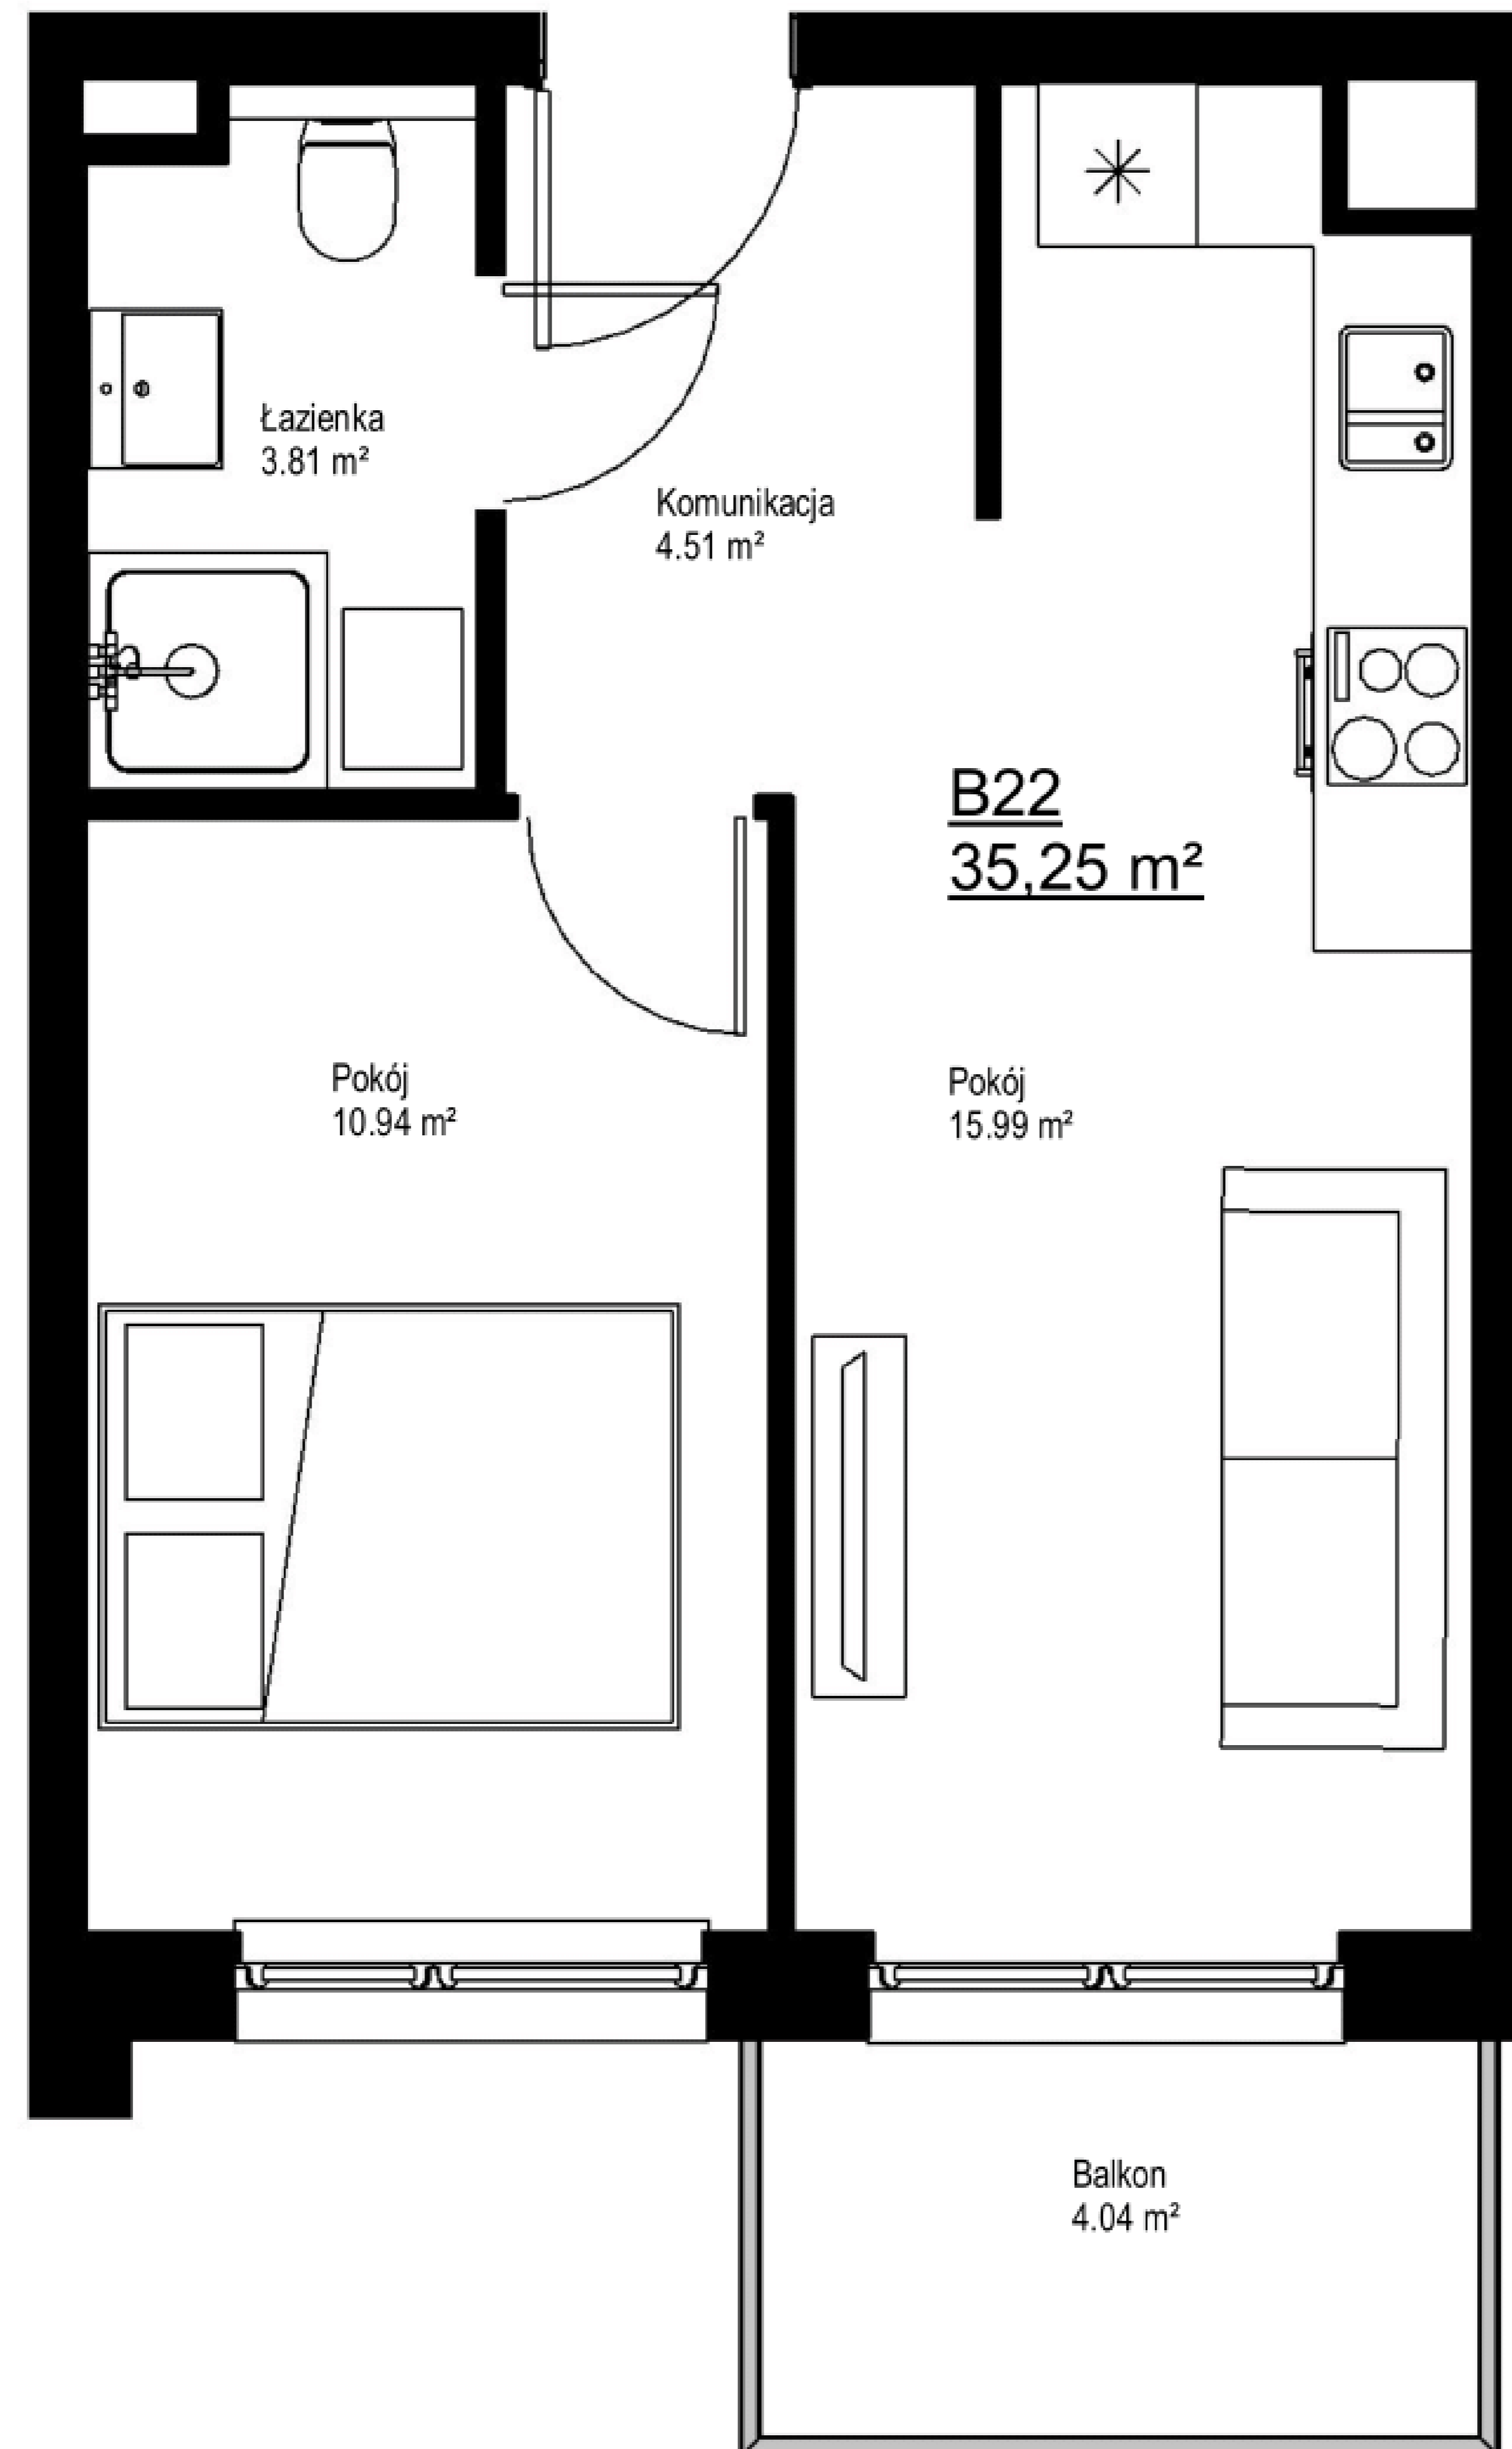 Łazienka
3.81 m²
Komunikacja
4.51 m²
B22
35,25 m²
Pokój
10.94 m²
Pokój
15.99 m²
Balkon
4.04 m²